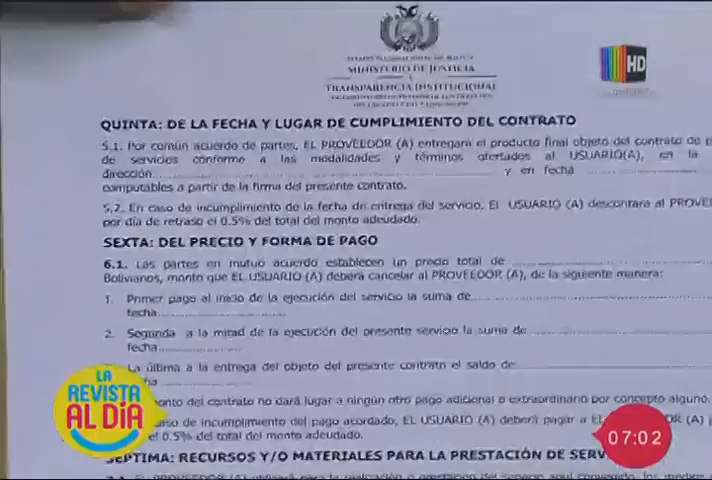 MINISTERIO DE JUSTICIA
Y
TRANSPARENCIA INSTITUCIONAL
HD
QUINTA: DE LA FECHA Y LUGAR DE CUMPLIMIENTO DEL CONTRATO
5.1. Por común acuerdo de partes, EL PROVEEDOR (A) entregara el producto final objeto del contrato de
de servicios conforme a las modalidades y términos ofertados al USUARIO(A), en la
dirección.......................................................... y en fecha ....................
computables a partir de la firma del presente contrato.
5.2. En caso de incumplimiento de la fecha de entrega del servicio, EL USUARIO (A) descontara al
por día de retraso el 0.5% del total del monto adeudado.
SEXTA: DEL PRECIO Y FORMA DE PAGO
6.1. Las partes en mutuo acuerdo establecen un precio total de ....................
Bolivianos, monto que EL USUARIO (A) deberá cancelar al PROVEEDOR (A), de la siguiente manera:
1. Primer pago al inicio de la ejecución del servicio la suma de....................
fecha....................
2. Segunda a la mitad de la ejecución del presente servicio la suma de ....................
fecha....................
La última a la entrega del objeto del presente contrato el saldo de ....................
....................
no dará lugar a ningún otro pago adicional o extraordinario por concepto alguno.
de incumplimiento del pago acordado, EL USUARIO (A) deberá pagar a
el 0.5% del total del monto adeudado.
SÉPTIMA: RECURSOS Y/O MATERIALES PARA LA PRESTACIÓN DE
LA
REVISTA
AL DÍA
07:02